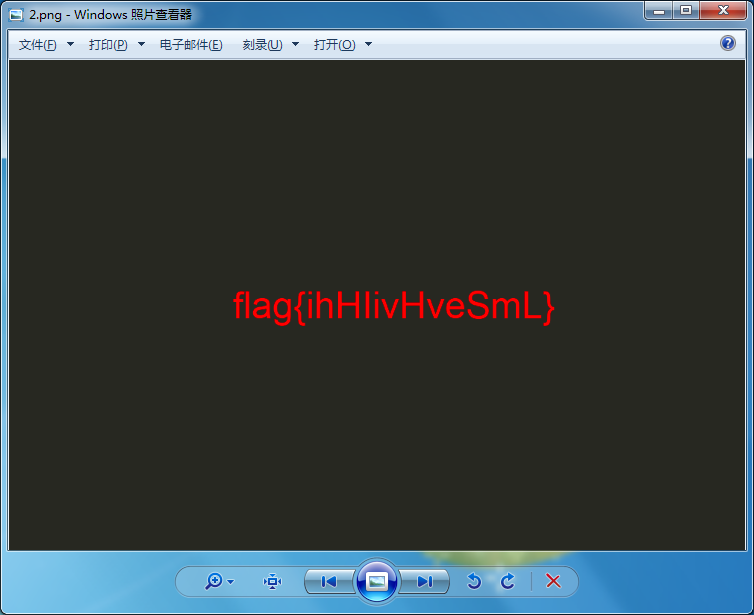 2.png - Windows 照片查看器
文件(F) 打印(P) 电子邮件(E) 刻录(U) 打开(O)
flag{ihHIivHveSmL}